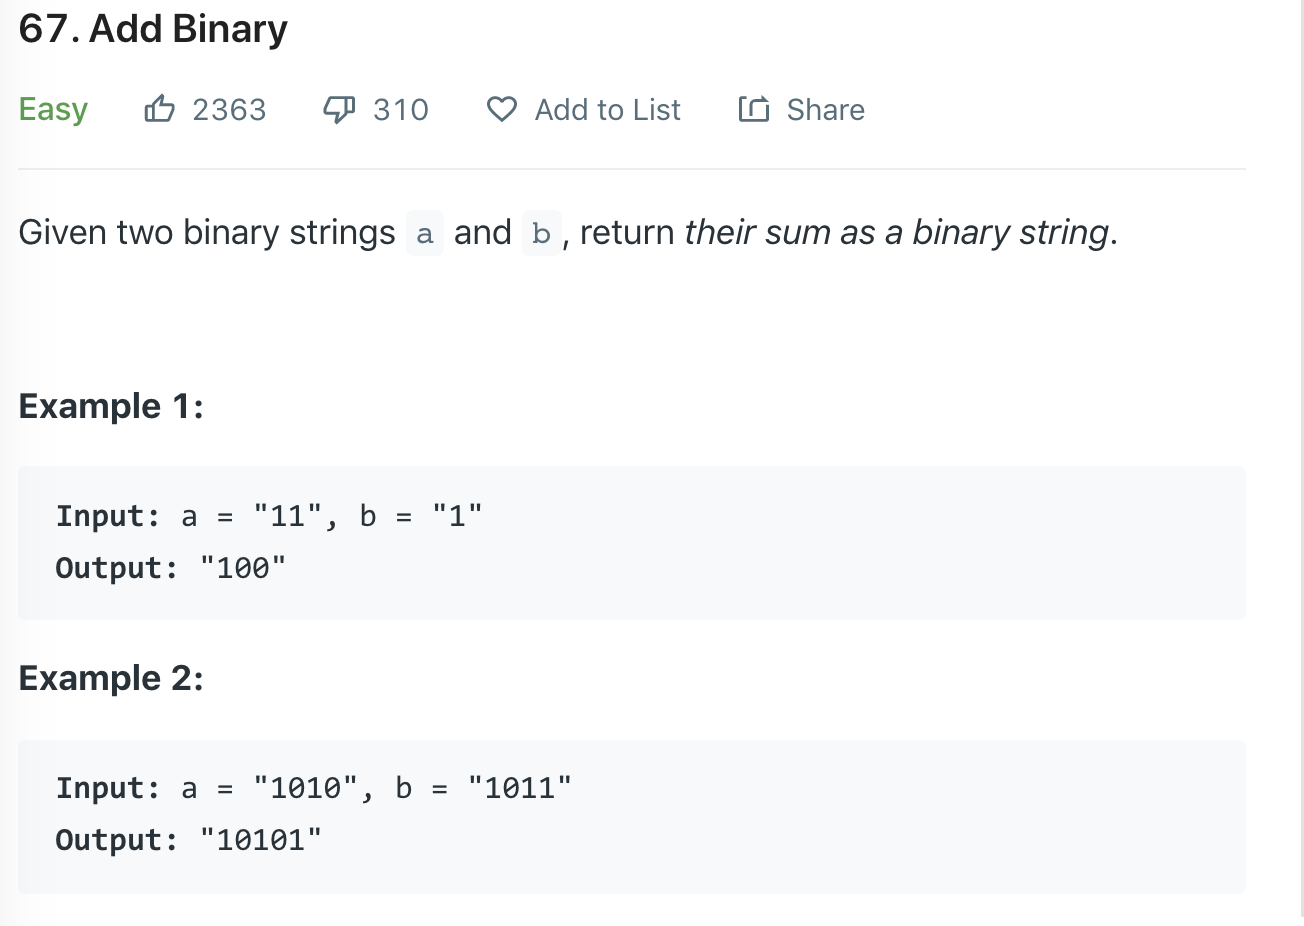 67. Add Binary
Easy 2363 310 Add to List Share
Given two binary strings a and b, return their sum as a binary string.
Example 1:
Input: a = "11", b = "1"
Output: "100"
Example 2:
Input: a = "1010", b = "1011"
Output: "10101"